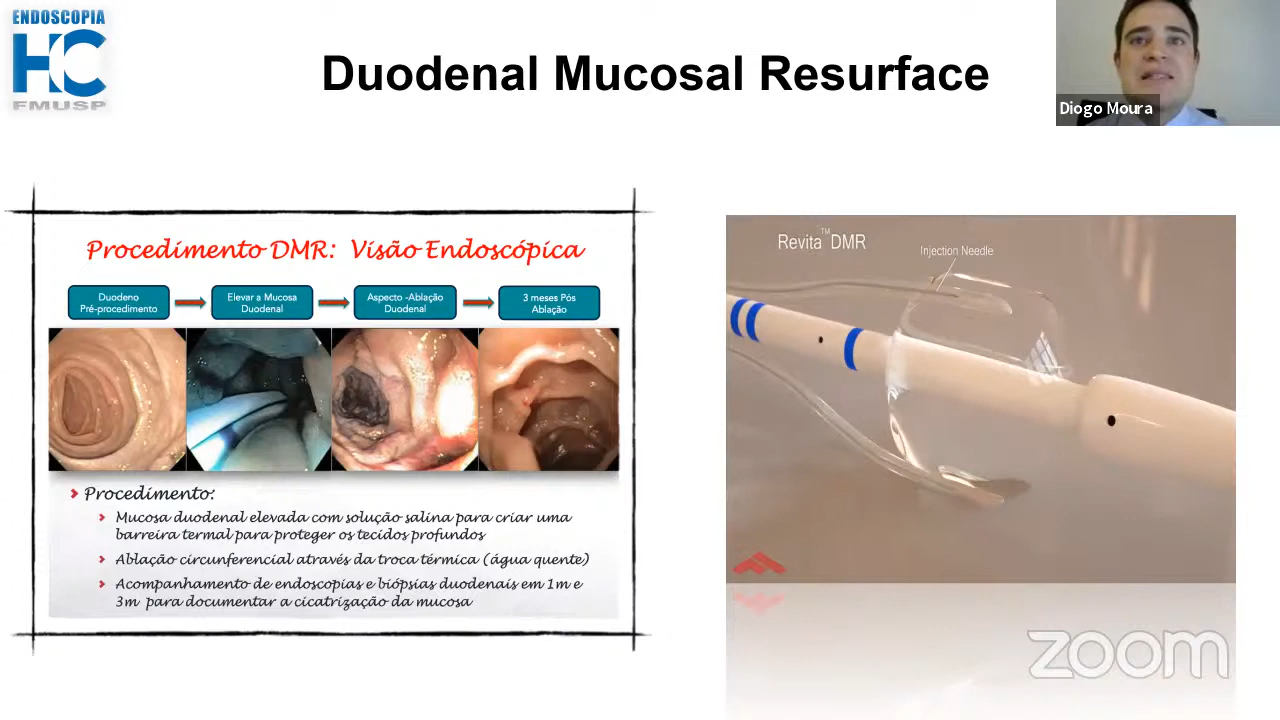 ENDOSCOPIA
HC
FMUSP
Duodenal Mucosal Resurface
Diogo Moura
Procedimento DMR: Visão Endoscópica
Duodeno
Pré-procedimento
Elevar a Mucosa
Duodenal
Aspecto -Ablação
Duodenal
3 meses Pós
Ablação
Procedimento:
Mucosa duodenal elevada com solução salina para criar uma
barreira termal para proteger os tecidos profundos
Ablação circunferencial através da troca térmica (água quente)
Acompanhamento de endoscopias e biópsias duodenais em 1m e
3m para documentar a cicatrização da mucosa
Revita™DMR
Injection Needle
zoom